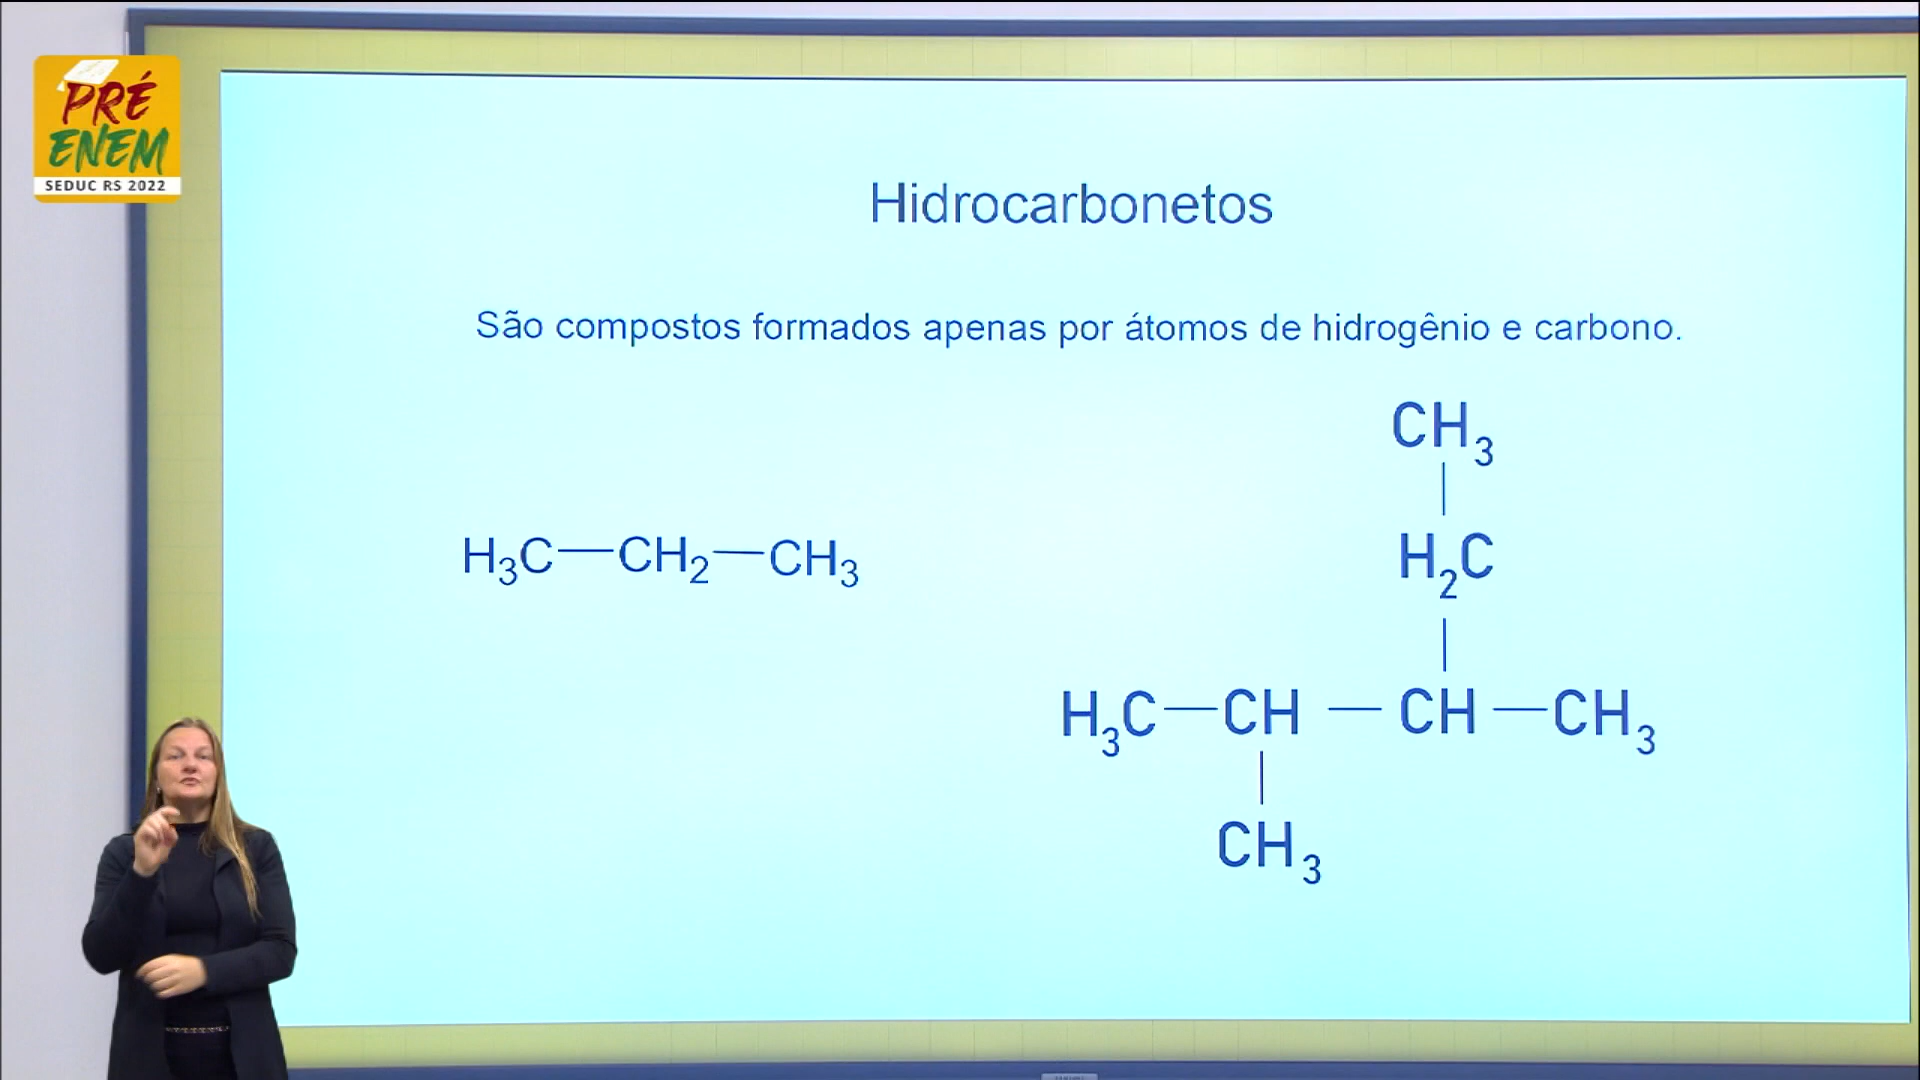 PRÉ
ENEM
SEDUC RS 2022
Hidrocarbonetos
São compostos formados apenas por átomos de hidrogênio e carbono.
CH₃
H₃C—CH₂—CH₃
H₂C
H₃C—CH—CH—CH₃
CH₃